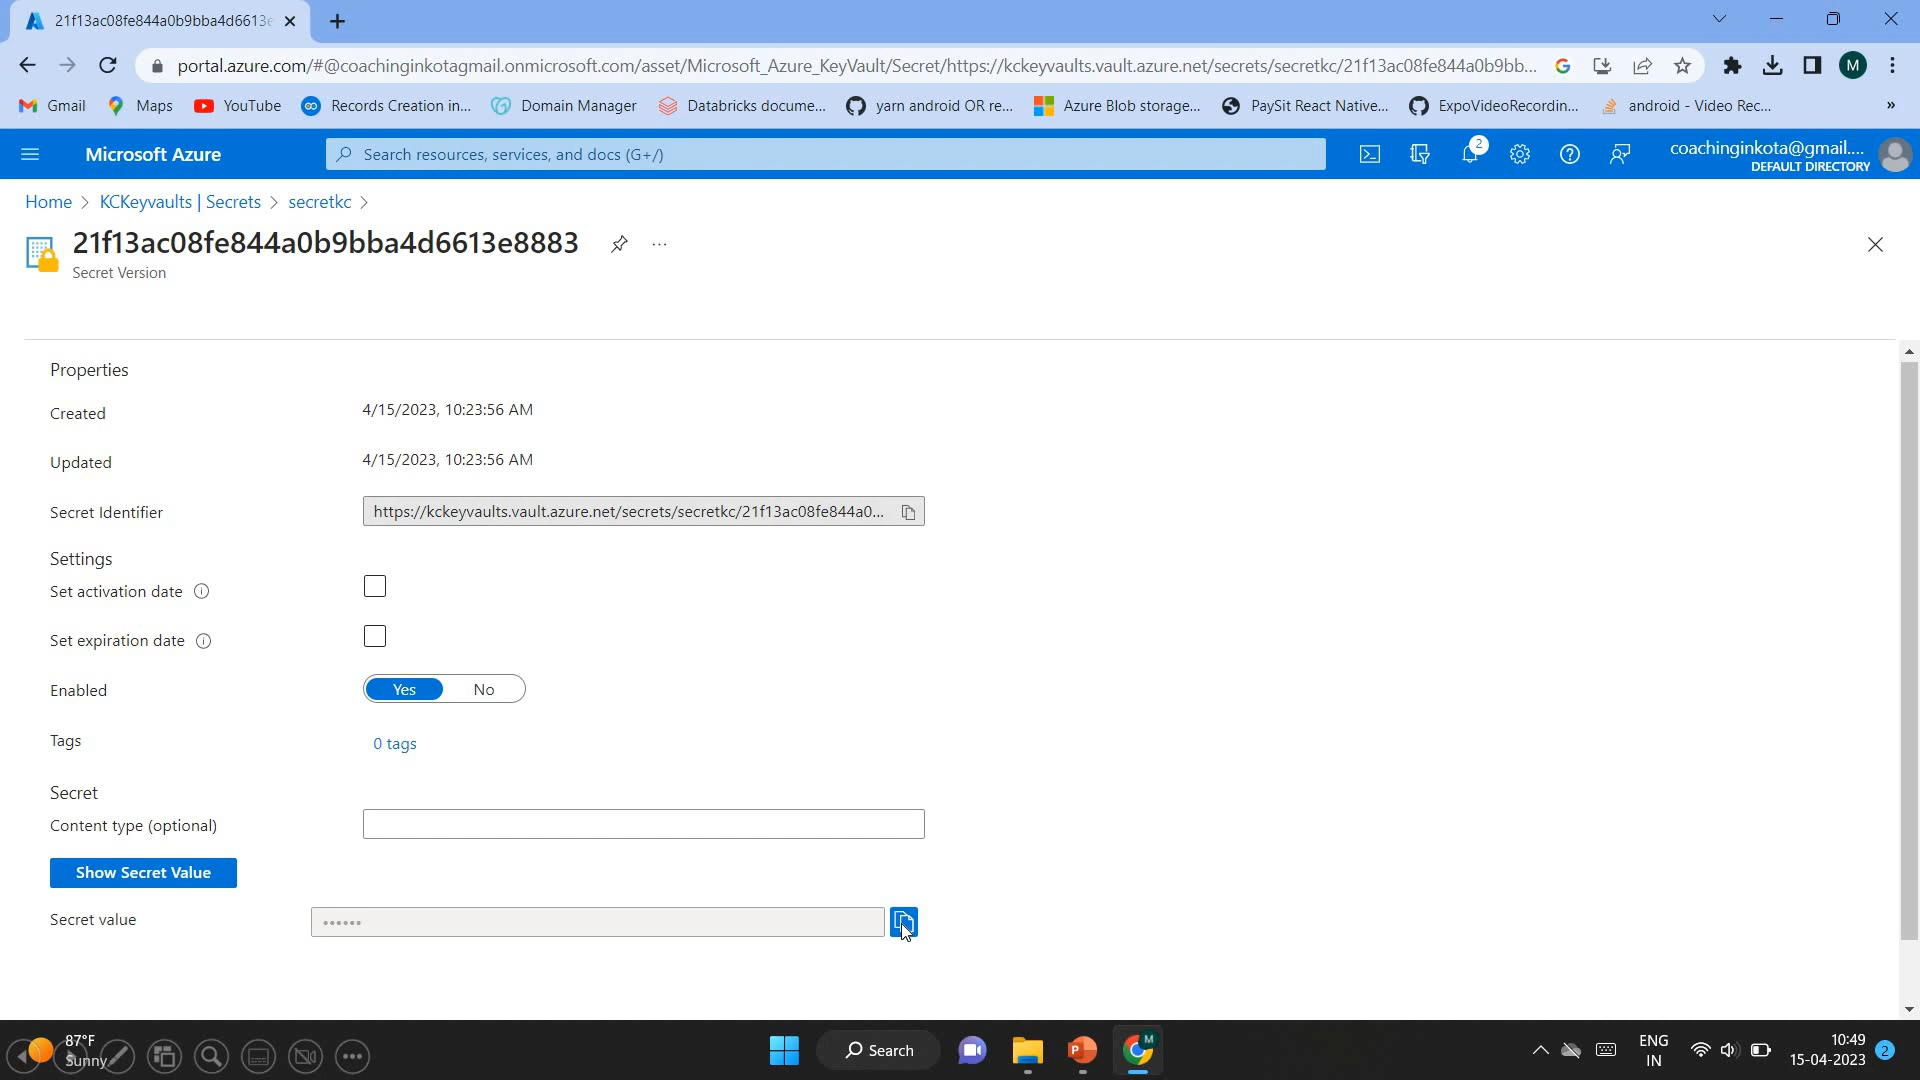 21f13ac08fe844a0b9bba4d6613e
portal.azure.com/#@coachinginkotagmail.onmicrosoft.com/asset/Microsoft_Azure_KeyVault/Secret/https://kckeyvaults.vault.azure.net/secrets/secretkc/21f13ac08fe844a0b9bb...
M
Gmail
Maps
YouTube
Records Creation in...
Domain Manager
Databricks docume...
yarn android OR re...
Azure Blob storage...
PaySit React Native...
ExpoVideoRecordin...
android - Video Rec...
»
Microsoft Azure
Search resources, services, and docs (G+/)
2
coachinginkota@gmail....
DEFAULT DIRECTORY
Home > KCKeyvaults | Secrets > secretkc >
21f13ac08fe844a0b9bba4d6613e8883
Secret Version
Properties
Created
4/15/2023, 10:23:56 AM
Updated
4/15/2023, 10:23:56 AM
Secret Identifier
https://kckeyvaults.vault.azure.net/secrets/secretkc/21f13ac08fe844a0...
Settings
Set activation date
Set expiration date
Enabled
Yes No
Tags
0 tags
Secret
Content type (optional)
Show Secret Value
Secret value
••••••
87°F
Sunny
Search
ENG
IN
10:49
15-04-2023
2